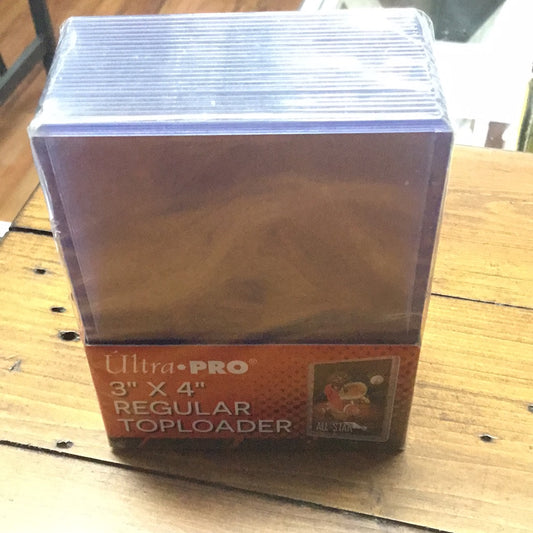 Ultra•PRO®
3" X 4"
REGULAR
TOPLOADER
ALL STAR